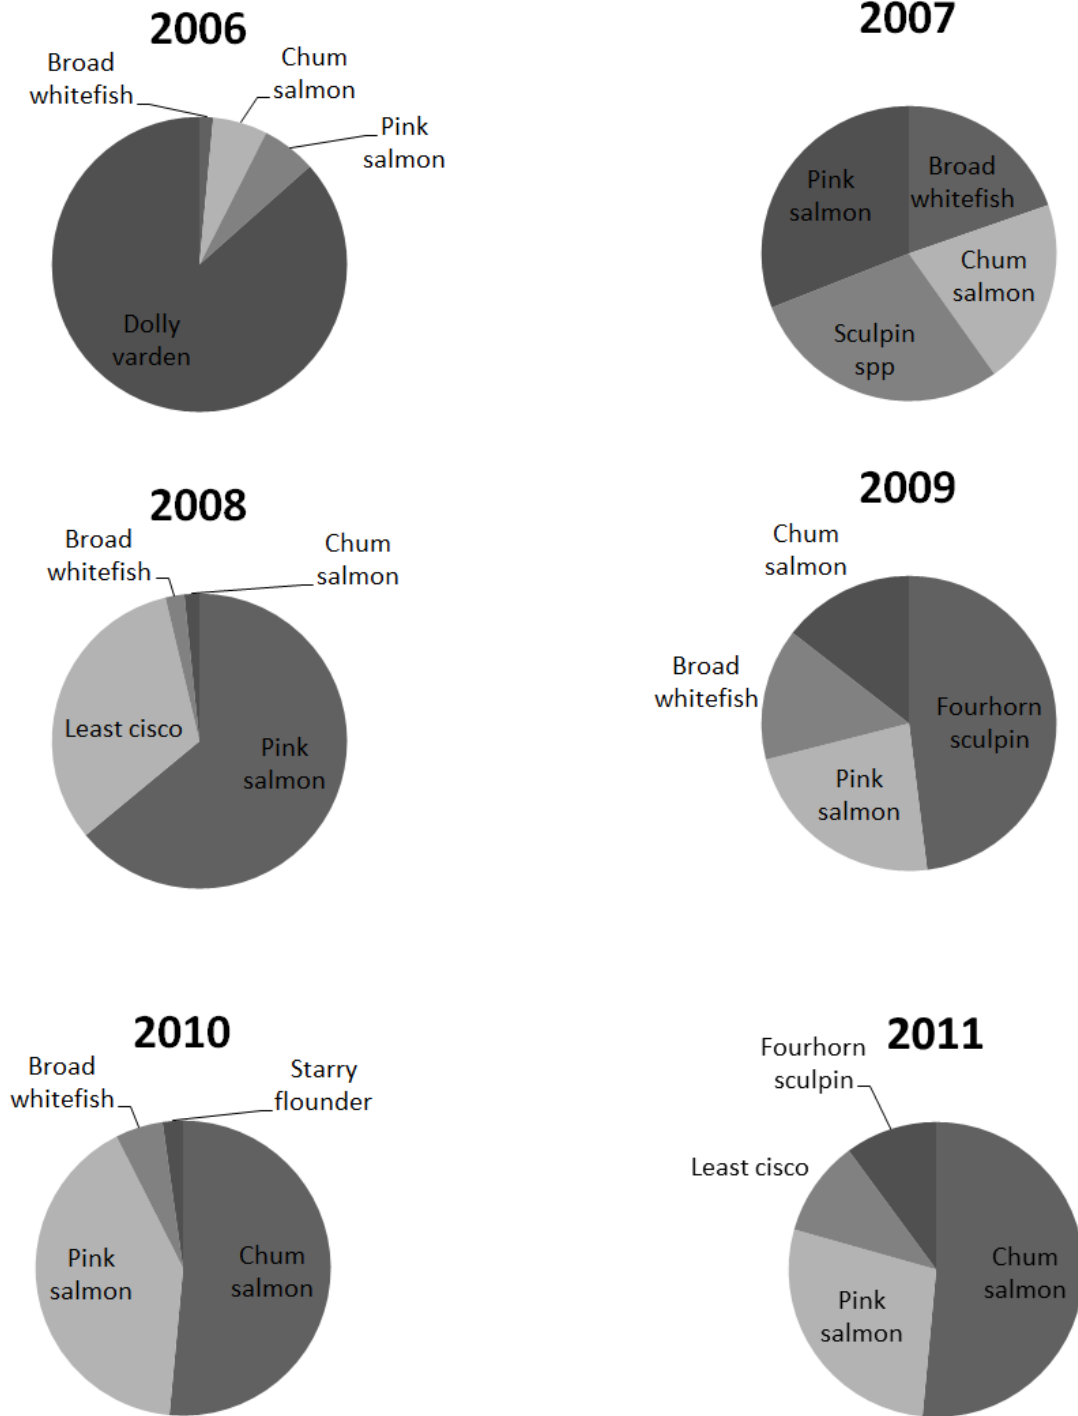 2006
Broad
whitefish
Chum
salmon
Pink
salmon
Dolly
varden
2007
Pink
salmon
Broad
whitefish
Chum
salmon
Sculpin
spp
2008
Broad
whitefish
Chum
salmon
Least cisco
Pink
salmon
2009
Chum
salmon
Broad
whitefish
Fourhorn
sculpin
Pink
salmon
2010
Broad
whitefish
Starry
flounder
Pink
salmon
Chum
salmon
2011
Fourhorn
sculpin
Least cisco
Chum
salmon
Pink
salmon